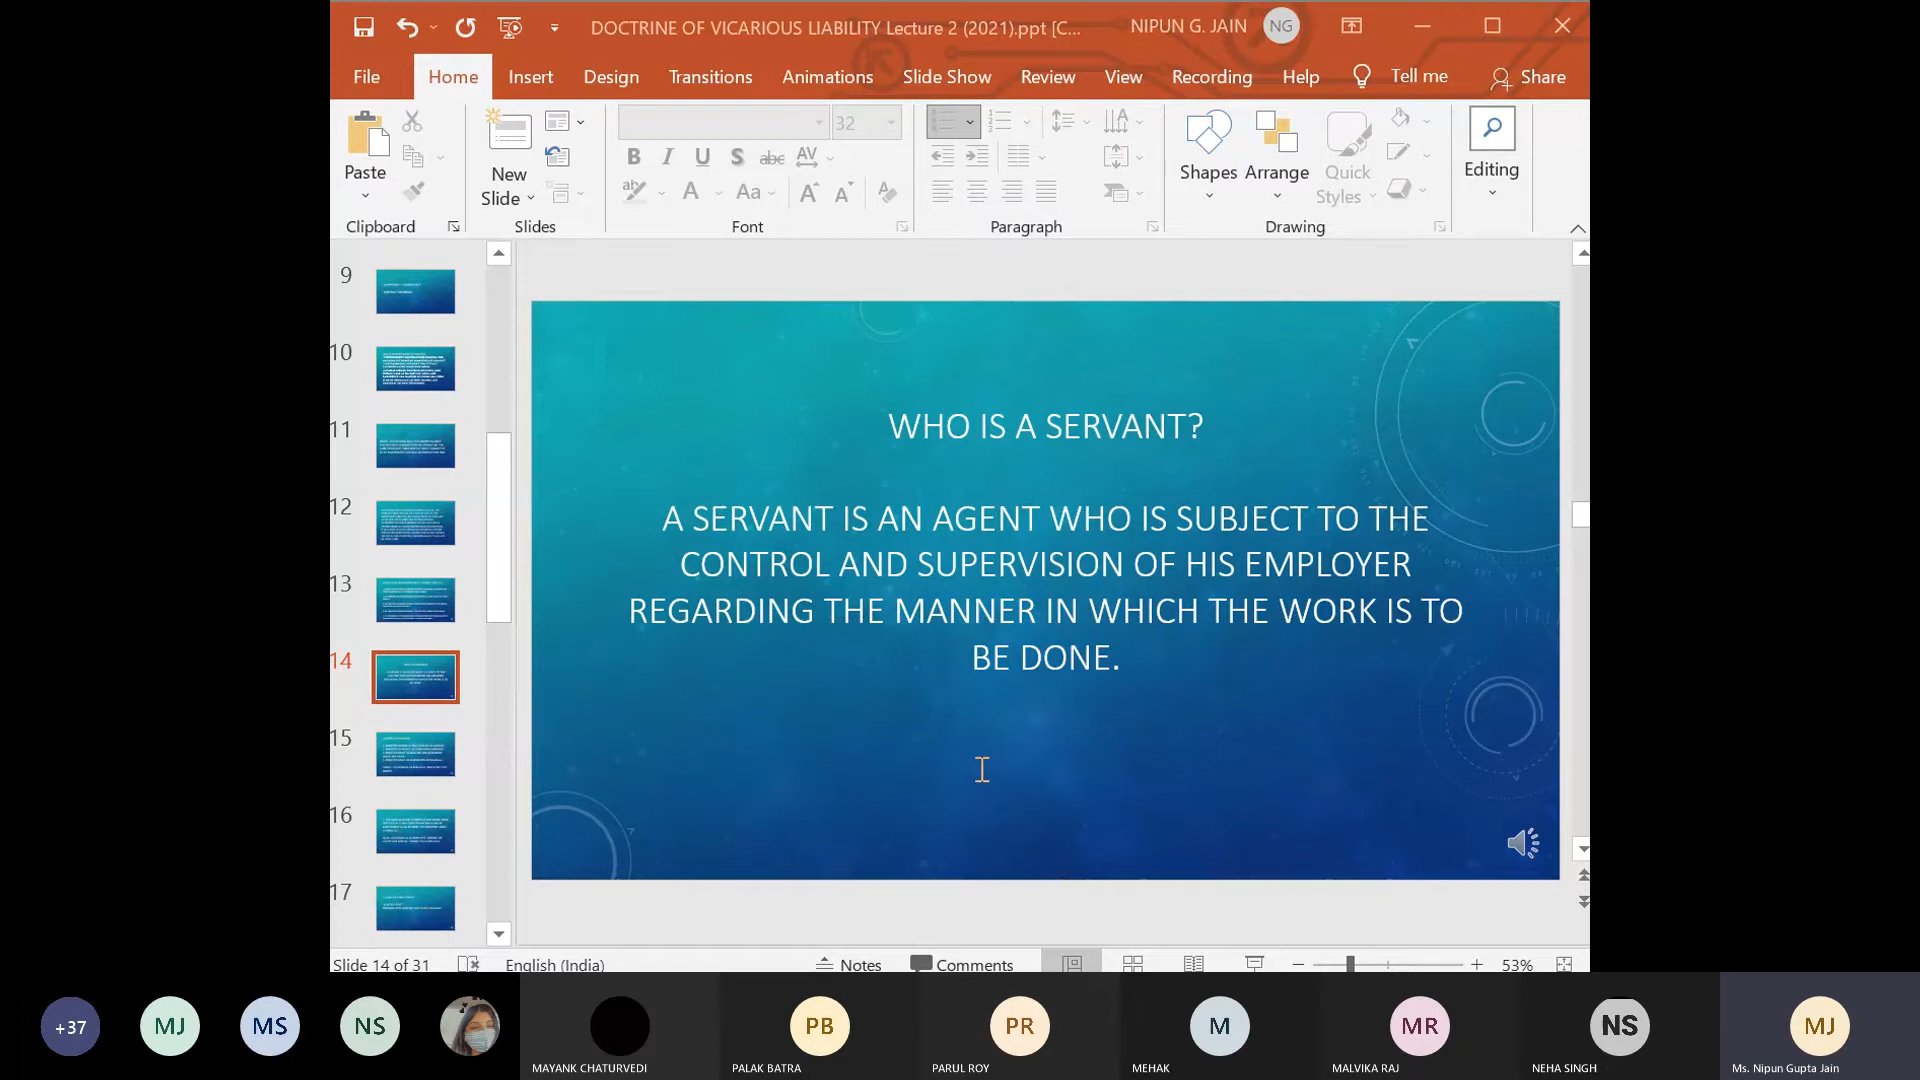 DOCTRINE OF VICARIOUS LIABILITY Lecture 2 (2021).ppt [C...
NIPUN G. JAIN
NG
File
Home
Insert
Design
Transitions
Animations
Slide Show
Review
View
Recording
Help
Tell me
Share
32
Paste
New
Slide
Shapes
Arrange
Quick
Styles
Editing
Clipboard
Slides
Font
Paragraph
Drawing
9
10
11
12
13
14
15
16
17
WHO IS A SERVANT?
A SERVANT IS AN AGENT WHO IS SUBJECT TO THE
CONTROL AND SUPERVISION OF HIS EMPLOYER
REGARDING THE MANNER IN WHICH THE WORK IS TO
BE DONE.
Slide 14 of 31
English (India)
Notes
Comments
53%
+37
MJ
MS
NS
PB
PR
M
MR
NS
MJ
MAYANK CHATURVEDI
PALAK BATRA
PARUL ROY
MEHAK
MALVIKA RAJ
NEHA SINGH
Ms. Nipun Gupta Jain